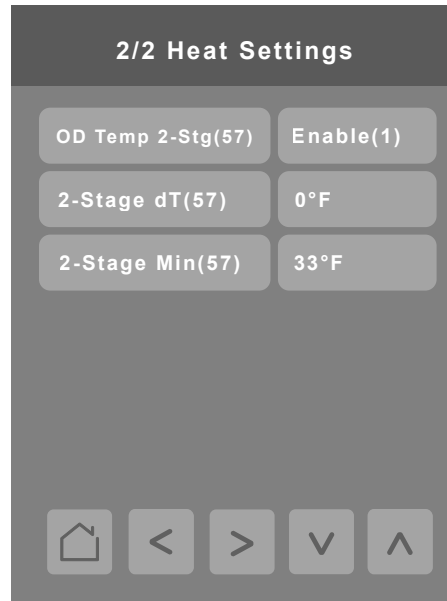 2/2 Heat Settings
OD Temp 2-Stg(57) Enable(1)
2-Stage dT(57) 0°F
2-Stage Min(57) 33°F